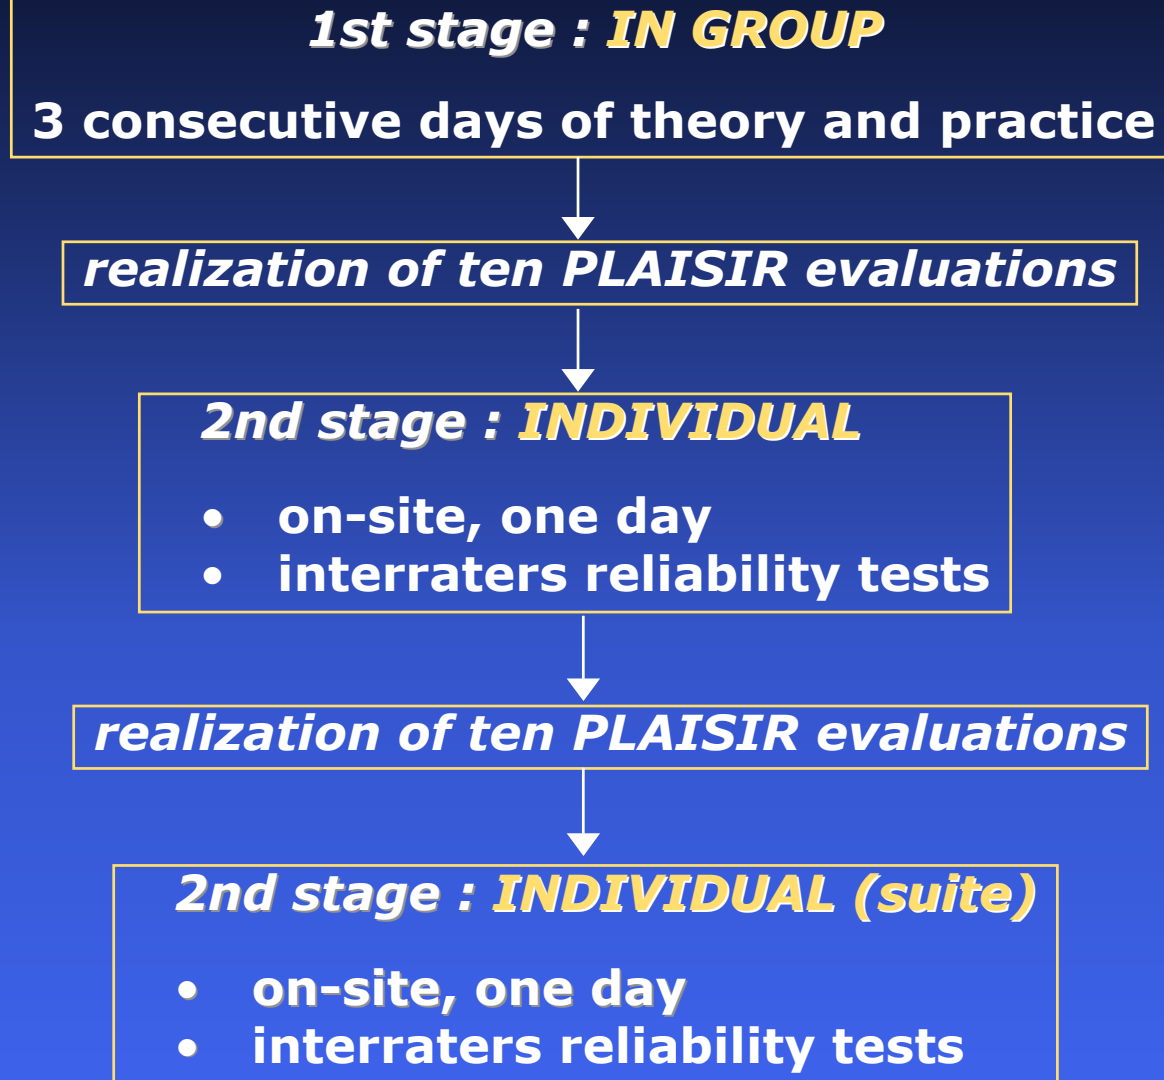 1st stage : IN GROUP
3 consecutive days of theory and practice
realization of ten PLAISIR evaluations
2nd stage : INDIVIDUAL
• on-site, one day
• interraters reliability tests
realization of ten PLAISIR evaluations
2nd stage : INDIVIDUAL (suite)
• on-site, one day
• interraters reliability tests